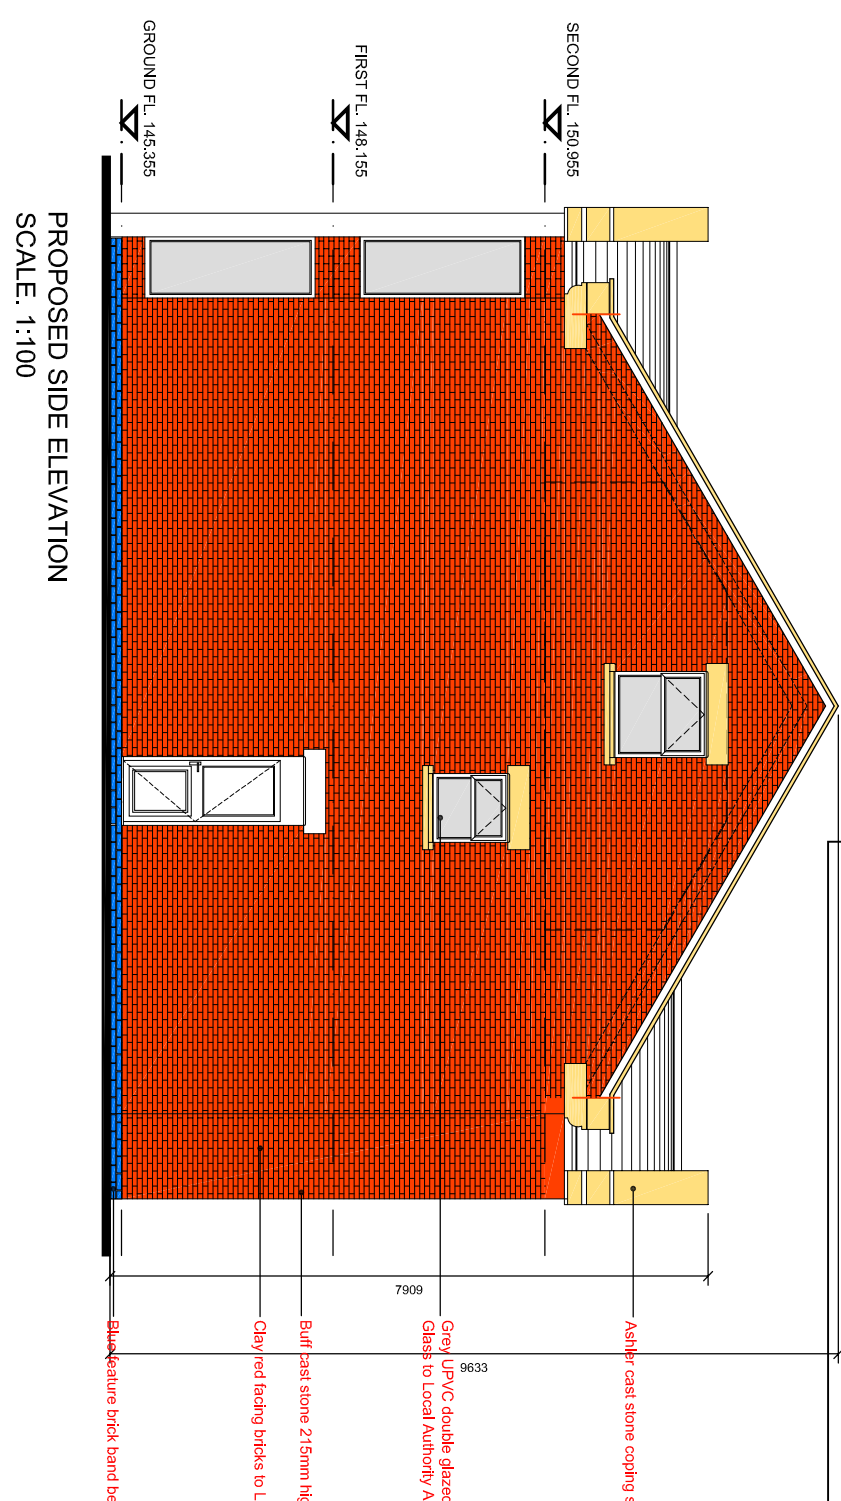 SECOND FL. 150.955
FIRST FL. 148.155
GROUND FL. 145.355
7909
9633
Ashler cast stone coping s
Grey UPVC double glazed
Glass to Local Authority A
Buff cast stone 215mm hig
Clay red facing bricks to L
Blue feature brick band be
PROPOSED SIDE ELEVATION
SCALE. 1:100